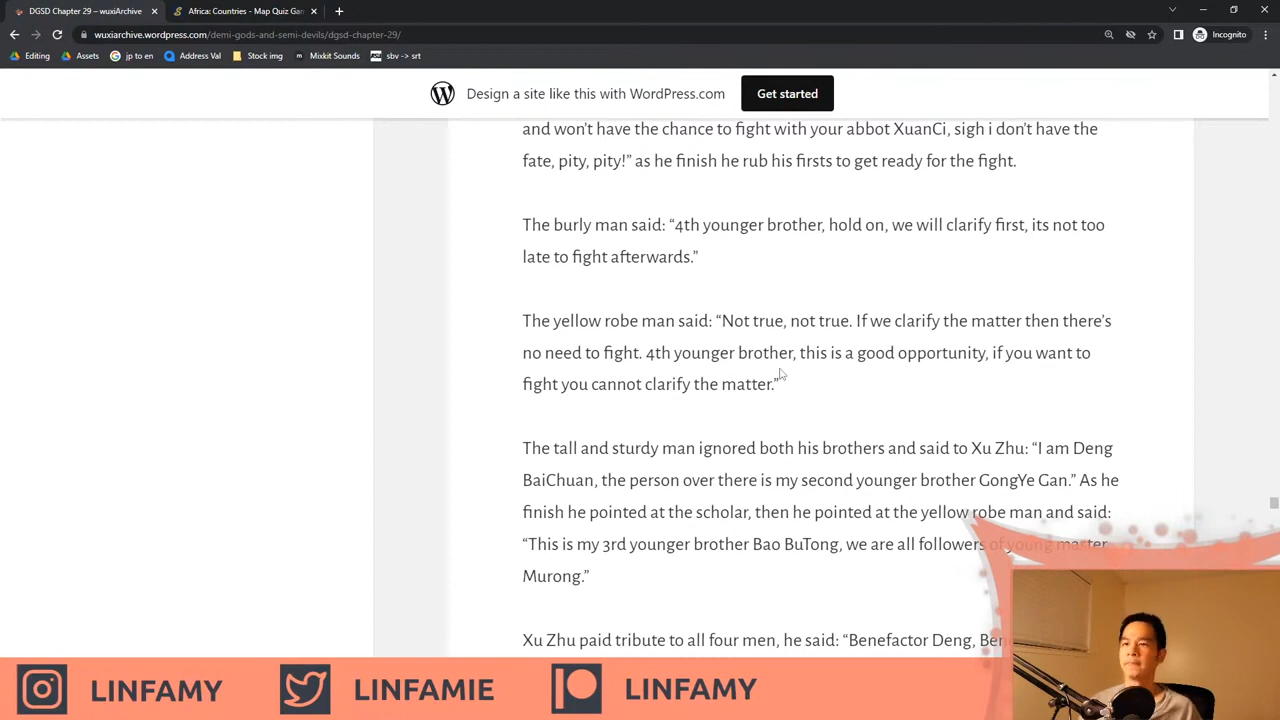 DGSD Chapter 29 – wuxiArchive
Africa: Countries - Map Quiz Gam
wuxiarchive.wordpress.com/demi-gods-and-semi-devils/dgsd-chapter-29/
Incognito
Editing
Assets
jp to en
Address Val
Stock img
Mixkit Sounds
sbv -> srt
Design a site like this with WordPress.com
Get started
and won’t have the chance to fight with your abbot XuanCi, sigh i don’t have the
fate, pity, pity!” as he finish he rub his firsts to get ready for the fight.
The burly man said: “4th younger brother, hold on, we will clarify first, its not too
late to fight afterwards.”
The yellow robe man said: “Not true, not true. If we clarify the matter then there’s
no need to fight. 4th younger brother, this is a good opportunity, if you want to
fight you cannot clarify the matter.”
The tall and sturdy man ignored both his brothers and said to Xu Zhu: “I am Deng
BaiChuan, the person over there is my second younger brother GongYe Gan.” As he
finish he pointed at the scholar, then he pointed at the yellow robe man and said:
“This is my 3rd younger brother Bao BuTong, we are all followers of young master
Murong.”
Xu Zhu paid tribute to all four men, he said: “Benefactor Deng,
LINFAMY
LINFAMIE
LINFAMY